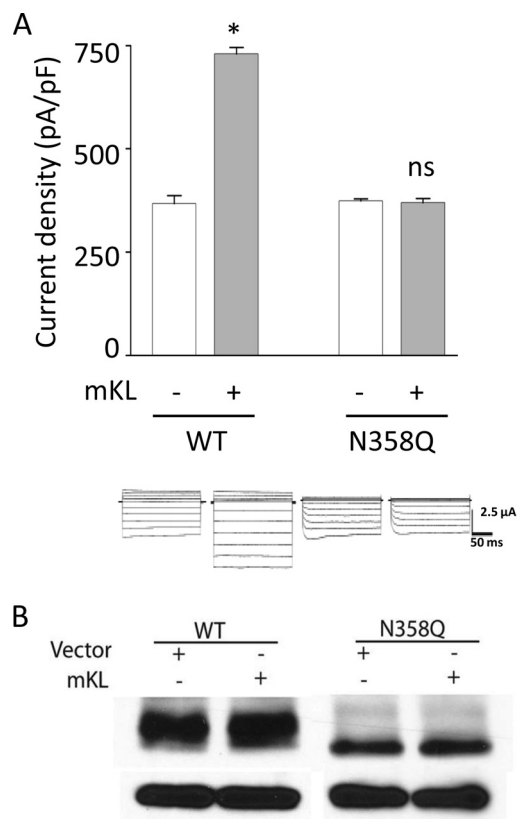 A
Current density (pA/pF)
750
500
250
0
*
ns
mKL - + - +
WT N358Q
2.5 µA
50 ms
B
WT N358Q
Vector + - + -
mKL - + - +